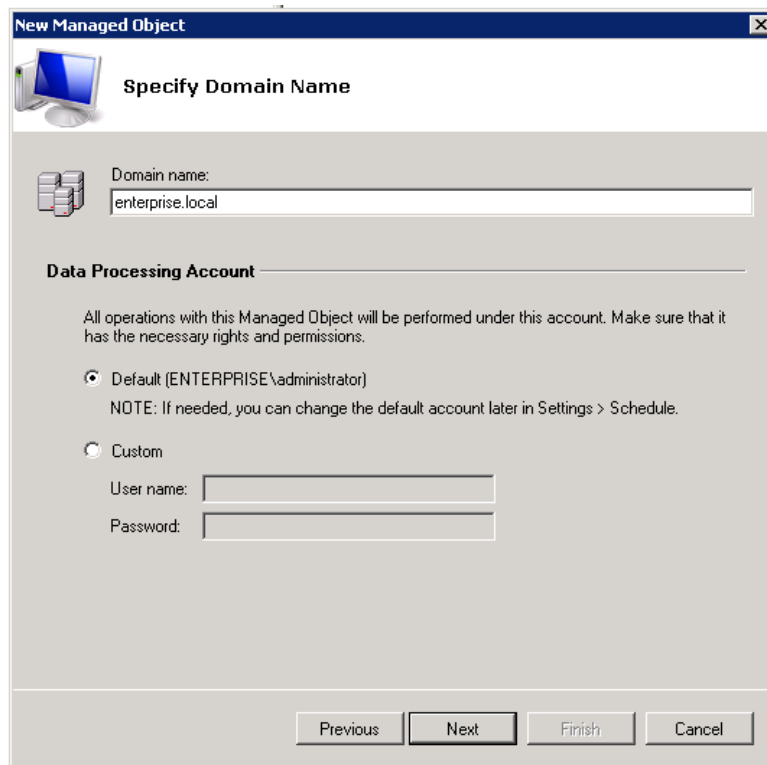 New Managed Object
Specify Domain Name
Domain name:
enterprise.local
Data Processing Account
All operations with this Managed Object will be performed under this account. Make sure that it
has the necessary rights and permissions.
Default (ENTERPRISE\administrator)
NOTE: If needed, you can change the default account later in Settings > Schedule.
Custom
User name:
Password:
Previous Next Finish Cancel